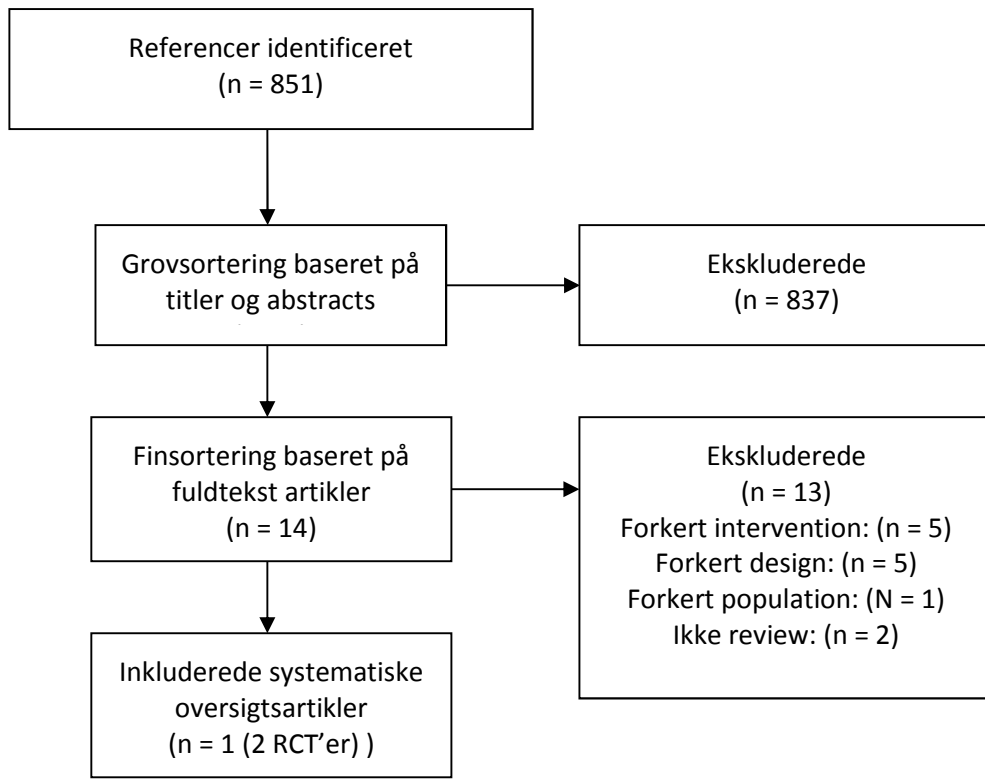 Referencer identificeret
(n = 851)
Grovsortering baseret på
titler og abstracts
Ekskluderede
(n = 837)
Finsortering baseret på
fuldtekst artikler
(n = 14)
Ekskluderede
(n = 13)
Forkert intervention: (n = 5)
Forkert design: (n = 5)
Forkert population: (N = 1)
Ikke review: (n = 2)
Inkluderede systematiske
oversigtsartikler
(n = 1 (2 RCT’er) )